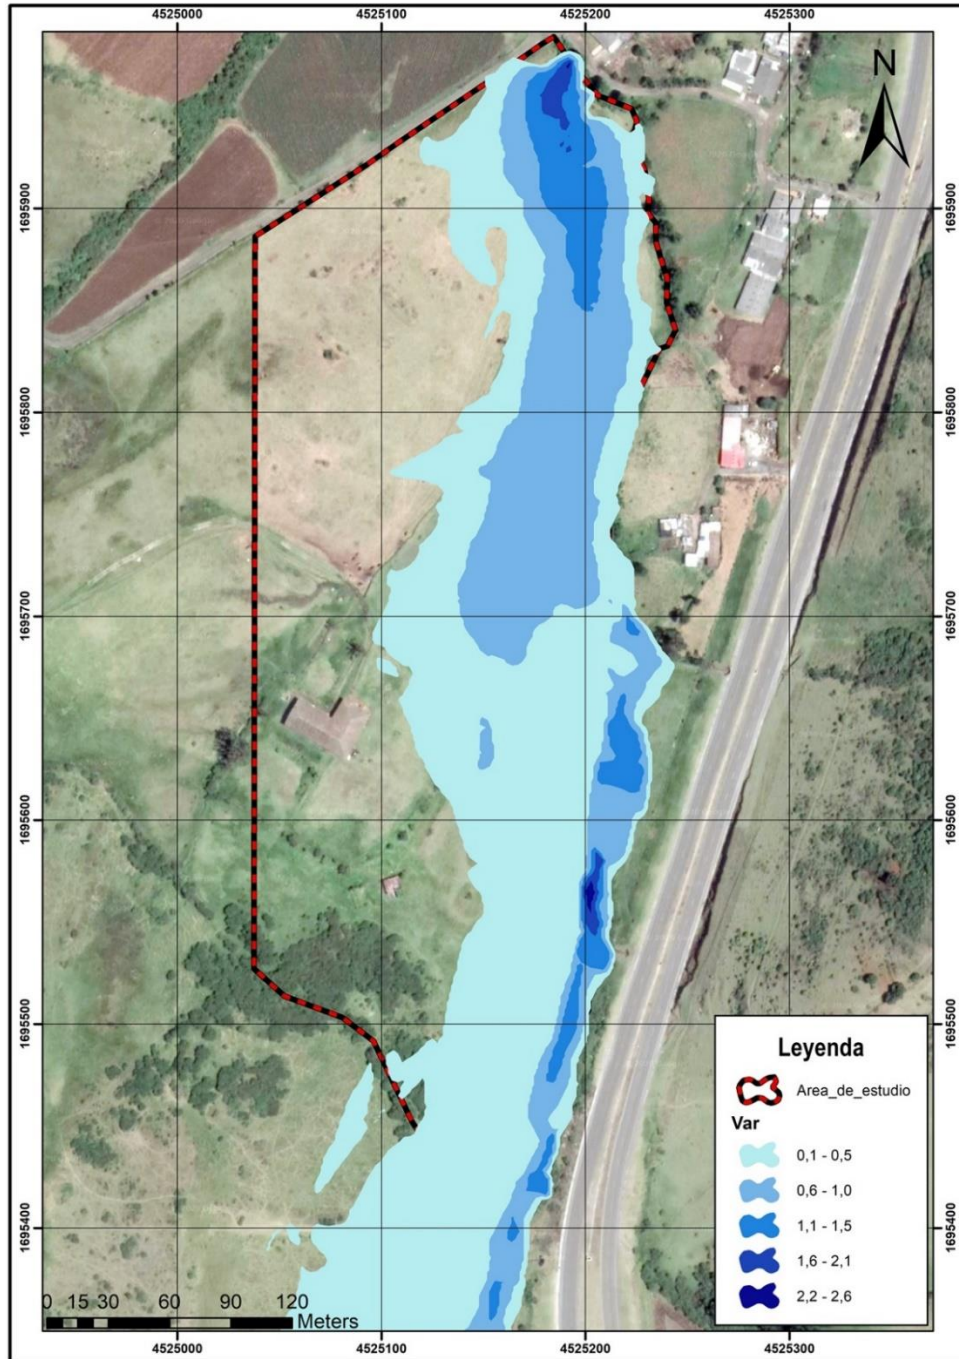 4525000 4525100 4525200 4525300
N
1695900 1695900
1695800 1695800
1695700 1695700
1695600 1695600
1695500 1695500
Leyenda
Area_de_estudio
Var
0,1 - 0,5
0,6 - 1,0
1,1 - 1,5
1,6 - 2,1
2,2 - 2,6
1695400 1695400
0 15 30 60 90 120
Meters
4525000 4525100 4525200 4525300